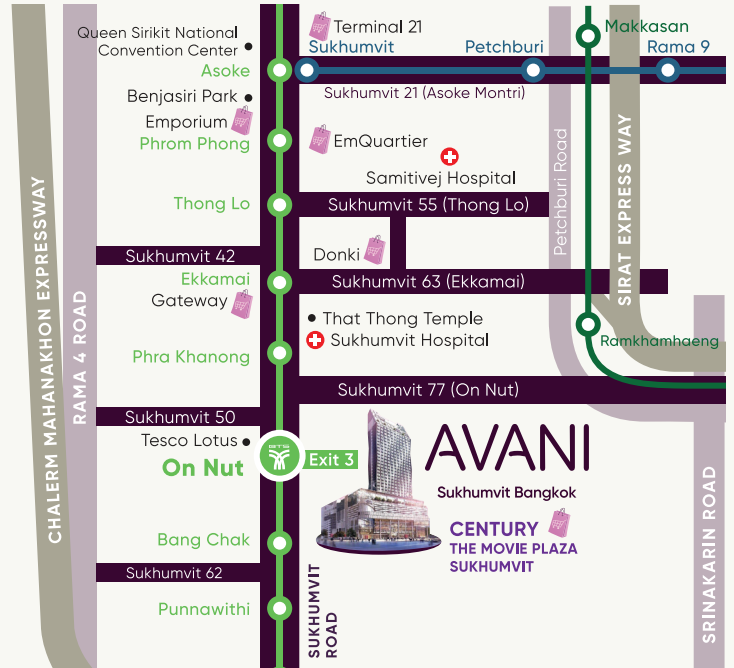 Queen Sirikit National
Convention Center
Terminal 21
Makkasan
Sukhumvit
Petchburi
Rama 9
Asoke
Sukhumvit 21 (Asoke Montri)
Benjasiri Park
Emporium
Phrom Phong
EmQuartier
Samitivej Hospital
Petchburi Road
SIRAT EXPRESS WAY
Thong Lo
Sukhumvit 55 (Thong Lo)
CHALERM MAHANAKHON EXPRESSWAY
RAMA 4 ROAD
Sukhumvit 42
Donki
Ekkamai
Sukhumvit 63 (Ekkamai)
Gateway
That Thong Temple
Sukhumvit Hospital
Ramkhamhaeng
Phra Khanong
Sukhumvit 77 (On Nut)
Sukhumvit 50
Tesco Lotus
On Nut
BTS
Exit 3
AVANI
Sukhumvit Bangkok
CENTURY
THE MOVIE PLAZA
SUKHUMVIT
Bang Chak
Sukhumvit 62
Punnawithi
SUKHUMVIT
ROAD
SRINAKARIN ROAD